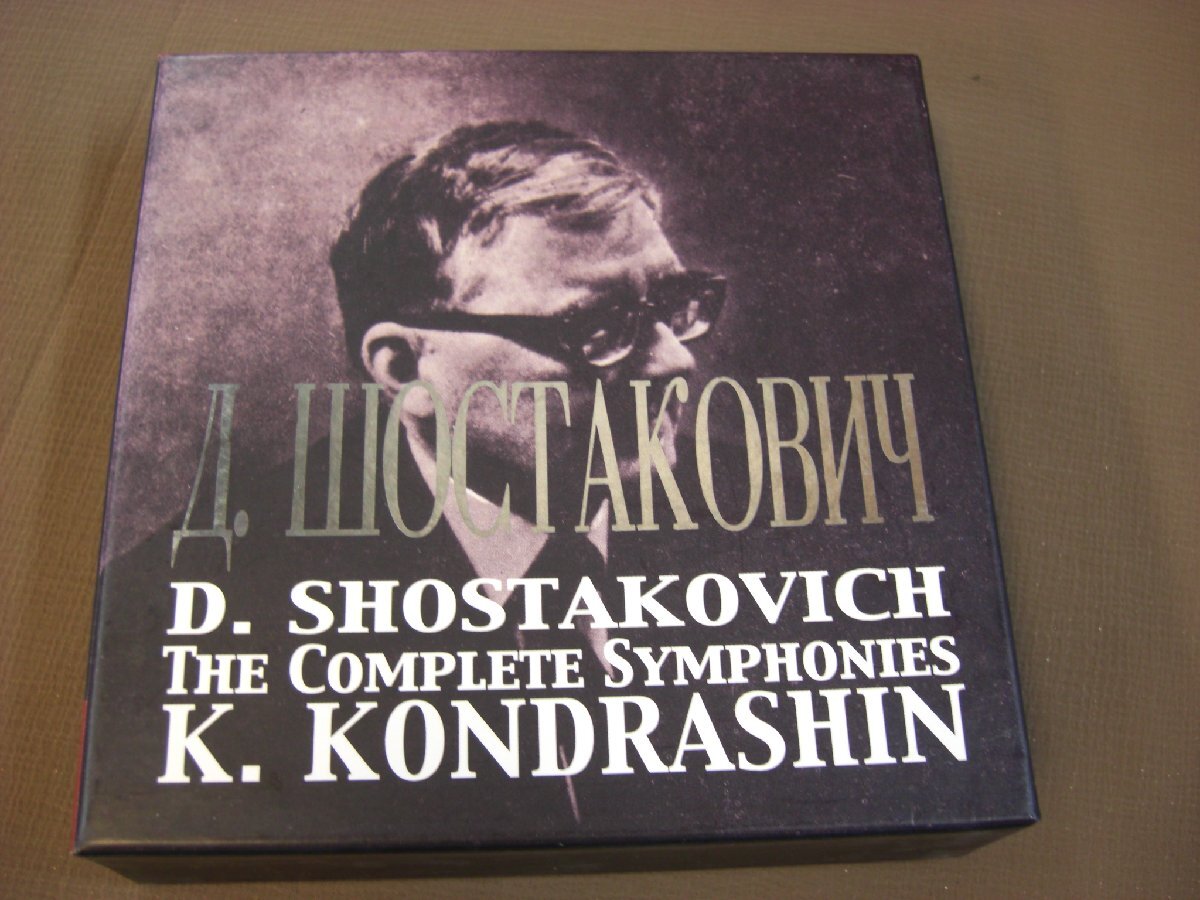 Д. ШОСТАКОВИЧ
D. SHOSTAKOVICH
THE COMPLETE SYMPHONIES
K. KONDRASHIN